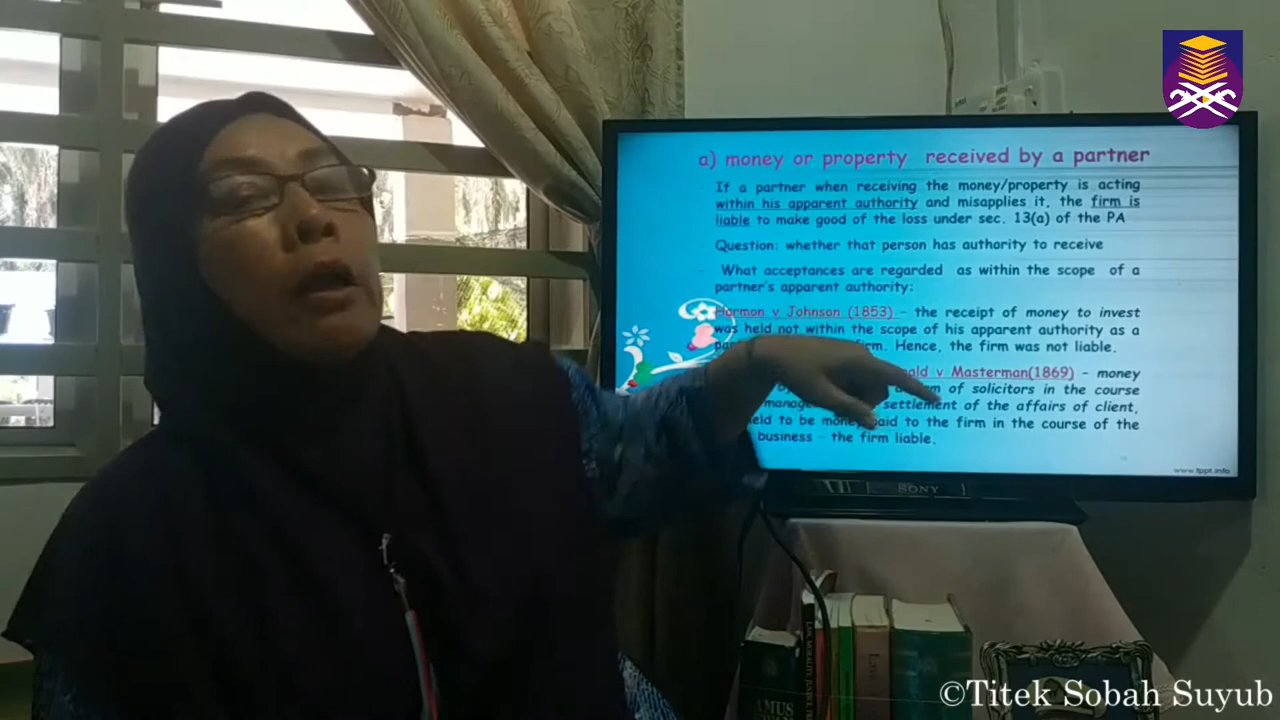 a) money or property received by a partner
If a partner when receiving the money/property is acting
within his apparent authority and misapplies it, the firm is
liable to make good of the loss under sec. 13(a) of the PA
Question: whether that person has authority to receive
What acceptances are regarded as within the scope of a
partner's apparent authority:
Harmon v Johnson (1853) - the receipt of money to invest
was held not within the scope of his apparent authority as a
firm. Hence, the firm was not liable.
v Masterman(1869) - money
of solicitors in the course
settlement of the affairs of client,
to be money paid to the firm in the course of the
business - the firm liable.
www.fppt.info
SONY
©Titek Sobah Suyub